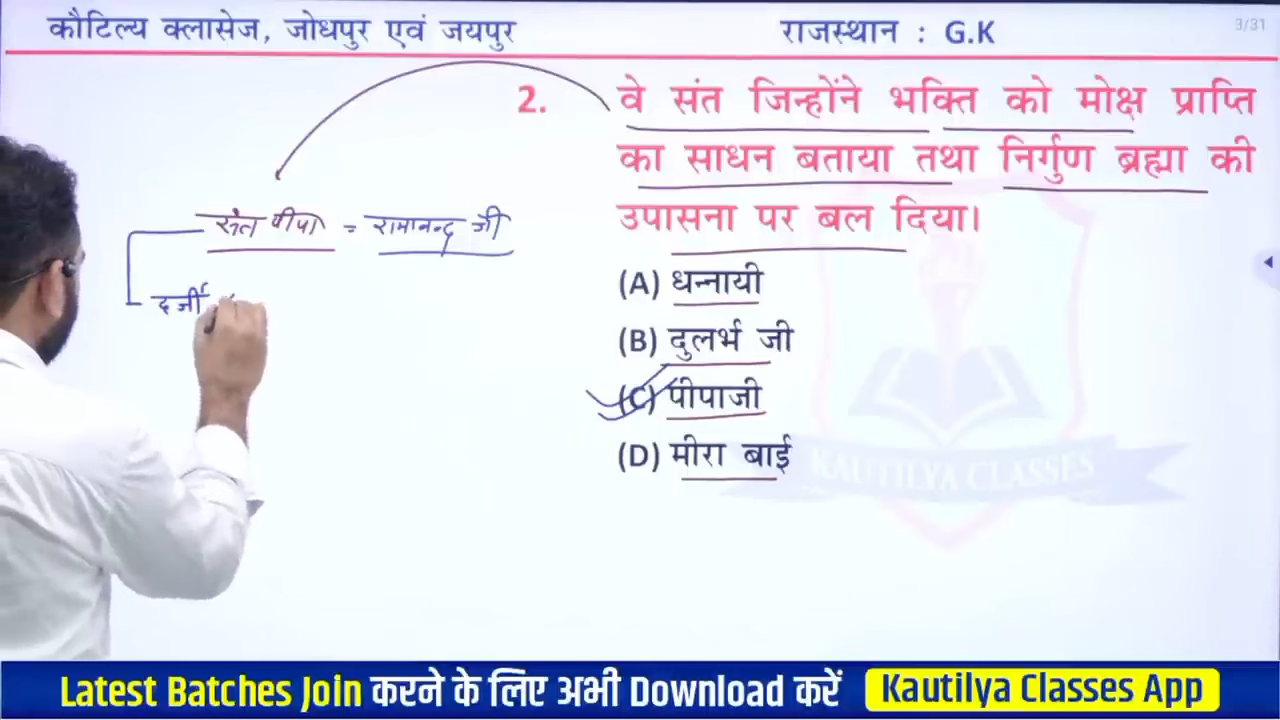 कौटिल्य क्लासेज, जोधपुर एवं जयपुर
राजस्थान : G.K
3/31
2. वे संत जिन्होंने भक्ति को मोक्ष प्राप्ति
का साधन बताया तथा निर्गुण ब्रह्मा की
उपासना पर बल दिया।
(A) धन्नायी
(B) दुलर्भ जी
(C) पीपाजी
(D) मीरा बाई
संत पीपा = रामानन्द जी
दर्जी
KAUTILYA CLASSES
Latest Batches Join करने के लिए अभी Download करें Kautilya Classes App